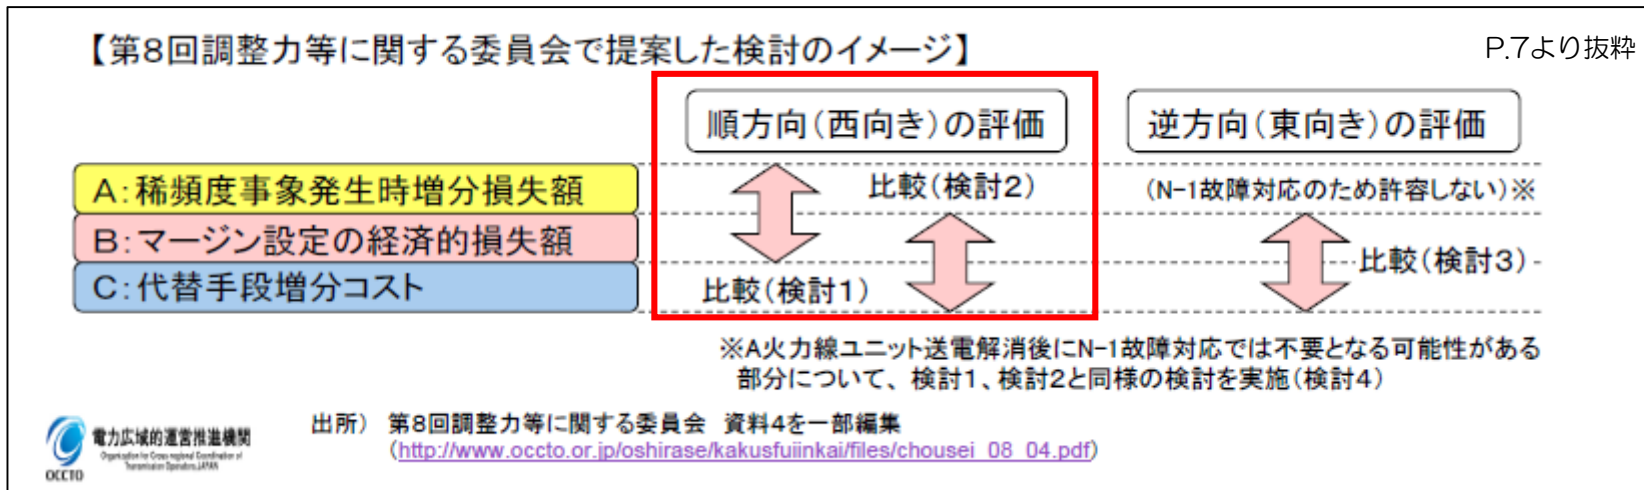 【第8回調整力等に関する委員会で提案した検討のイメージ】
P.7より抜粋
順方向(西向き)の評価
逆方向(東向き)の評価
A:稀頻度事象発生時増分損失額
比較(検討2)
(N-1故障対応のため許容しない)※
B:マージン設定の経済的損失額
比較(検討3)
C:代替手段増分コスト
比較(検討1)
※A火力線ユニット送電解消後にN-1故障対応では不要となる可能性がある
部分について、検討1、検討2と同様の検討を実施(検討4)
出所) 第8回調整力等に関する委員会 資料4を一部編集
(http://www.occto.or.jp/oshirase/kakusfuiinkai/files/chousei_08_04.pdf)
電力広域的運営推進機関
Organization for Cross-regional Coordination of
Transmission Operators,JAPAN
OCCTO